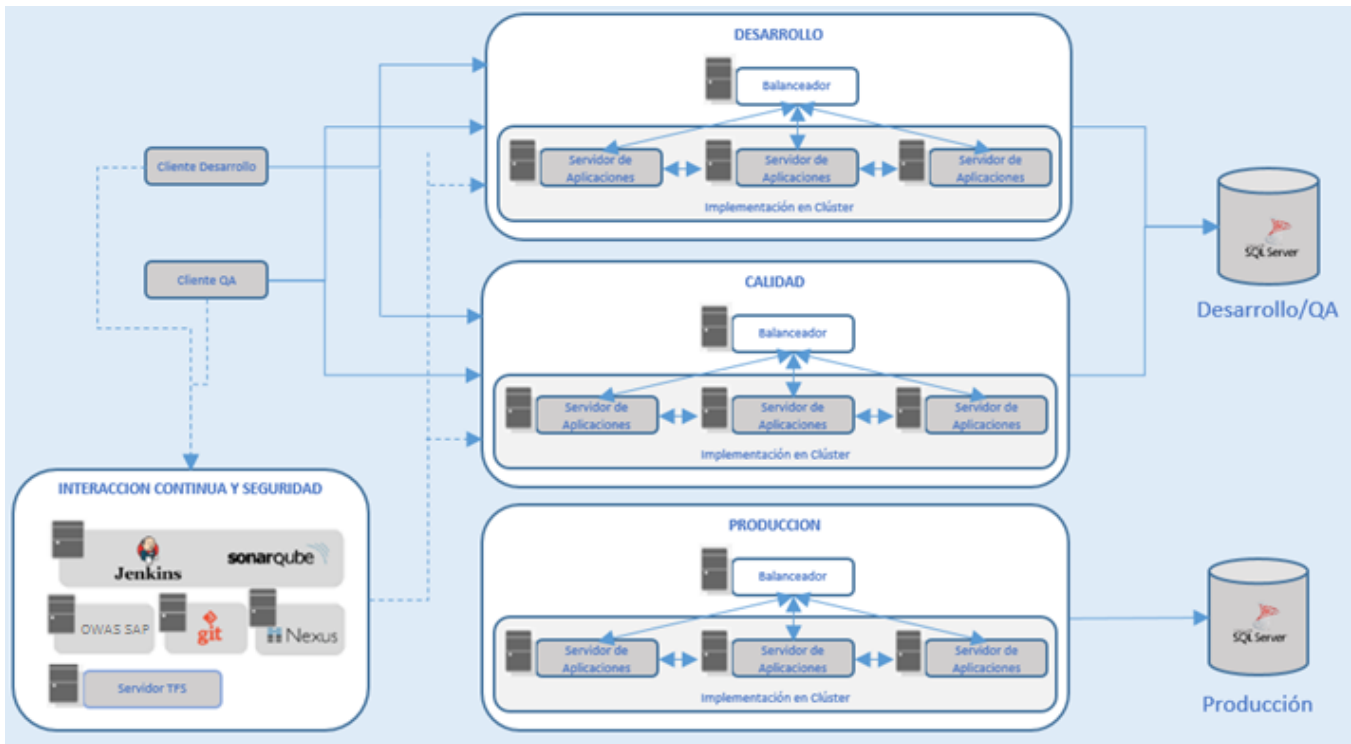 DESARROLLO
Balanceador
Servidor de
Aplicaciones
Servidor de
Aplicaciones
Servidor de
Aplicaciones
Implementación en Clúster
Cliente Desarrollo
Cliente QA
SQL Server
Desarrollo/QA
CALIDAD
Balanceador
Servidor de
Aplicaciones
Servidor de
Aplicaciones
Servidor de
Aplicaciones
Implementación en Clúster
INTERACCION CONTINUA Y SEGURIDAD
Jenkins
sonarqube
OWAS SAP
git
Nexus
Servidor TFS
PRODUCCION
Balanceador
Servidor de
Aplicaciones
Servidor de
Aplicaciones
Servidor de
Aplicaciones
Implementación en Clúster
SQL Server
Producción